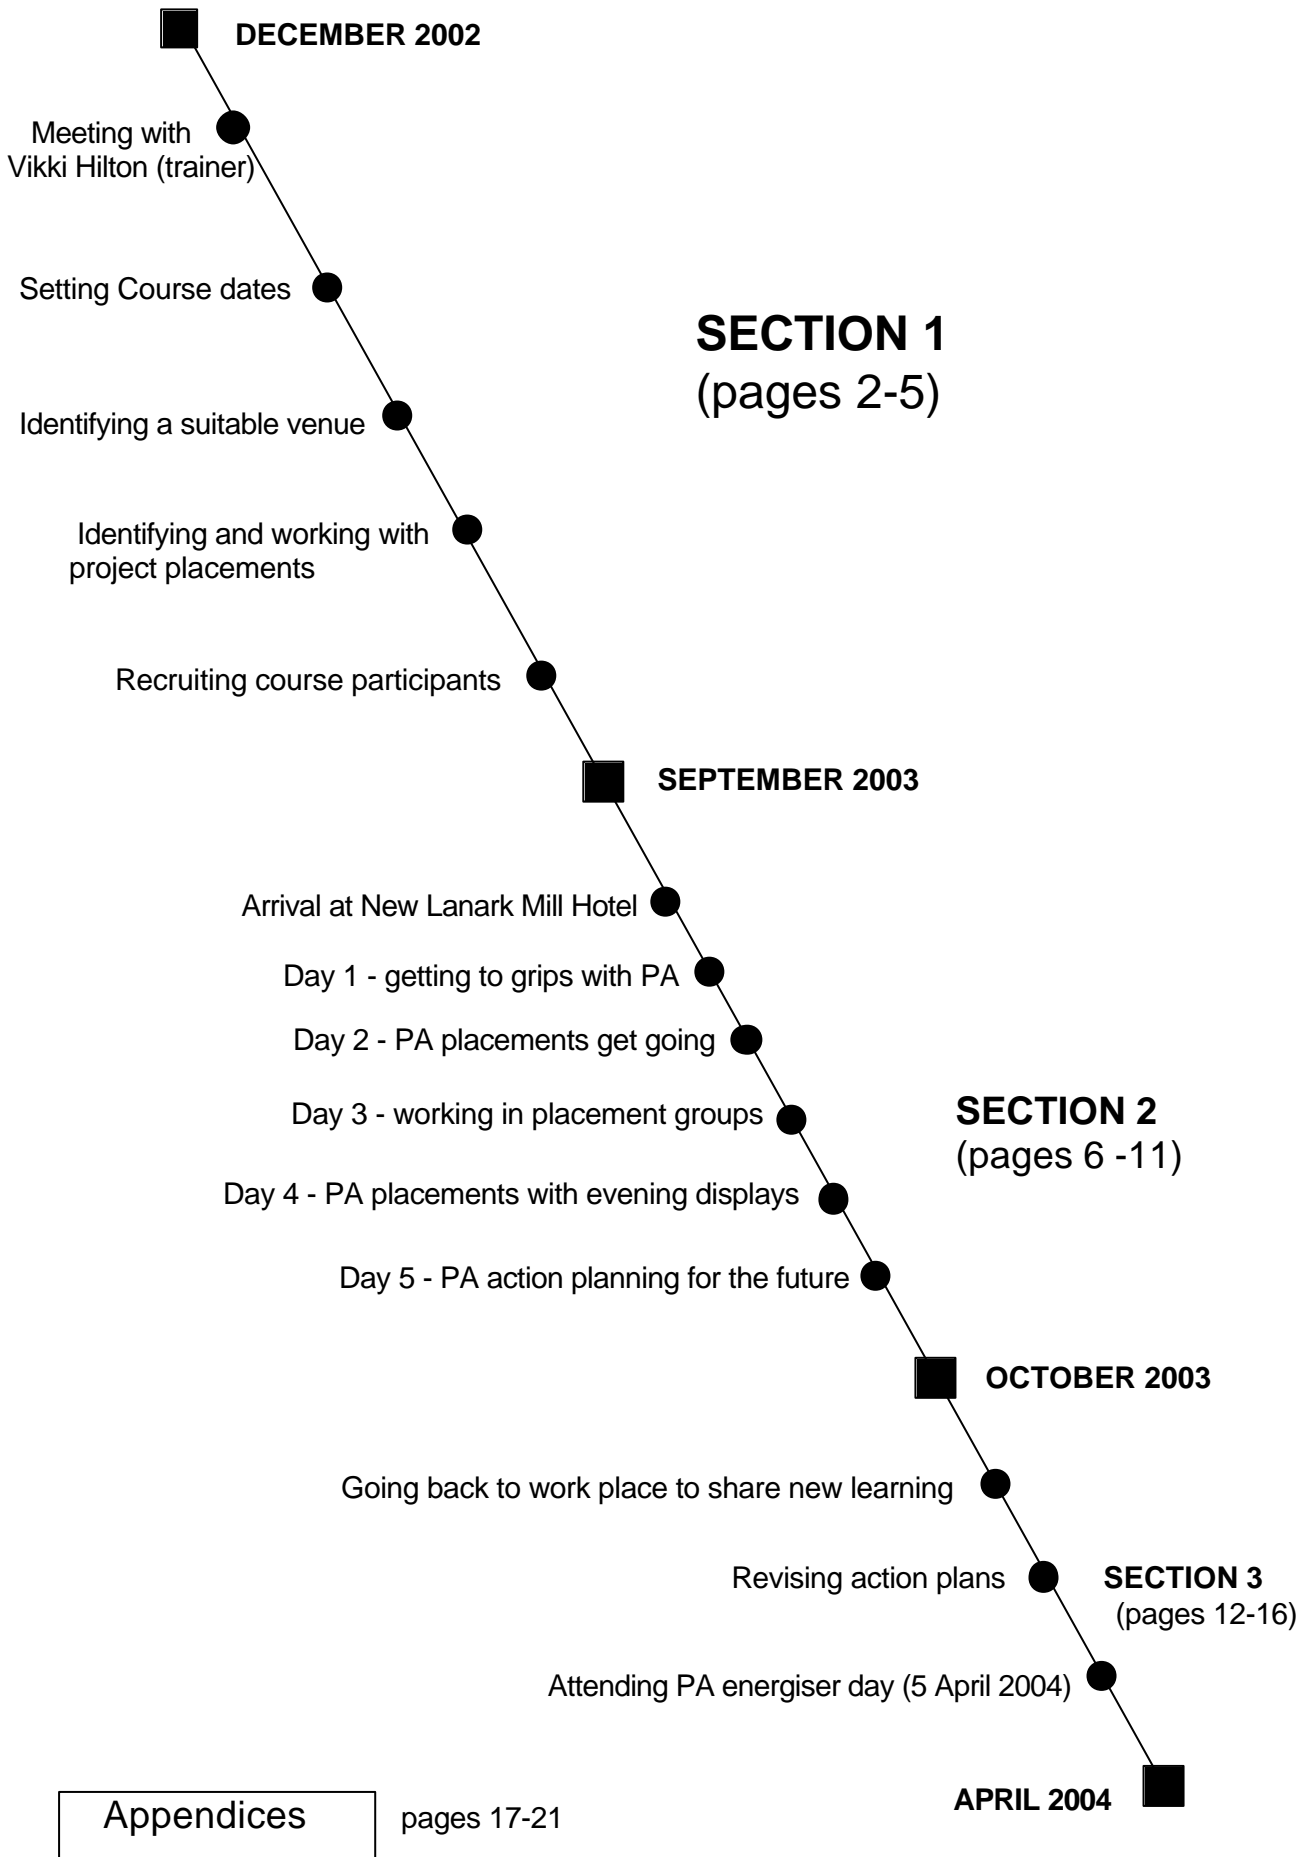 DECEMBER 2002
Meeting with
Vikki Hilton (trainer)
Setting Course dates
SECTION 1
(pages 2-5)
Identifying a suitable venue
Identifying and working with
project placements
Recruiting course participants
SEPTEMBER 2003
Arrival at New Lanark Mill Hotel
Day 1 - getting to grips with PA
Day 2 - PA placements get going
Day 3 - working in placement groups
SECTION 2
(pages 6 -11)
Day 4 - PA placements with evening displays
Day 5 - PA action planning for the future
OCTOBER 2003
Going back to work place to share new learning
Revising action plans
SECTION 3
(pages 12-16)
Attending PA energiser day (5 April 2004)
APRIL 2004
Appendices
pages 17-21